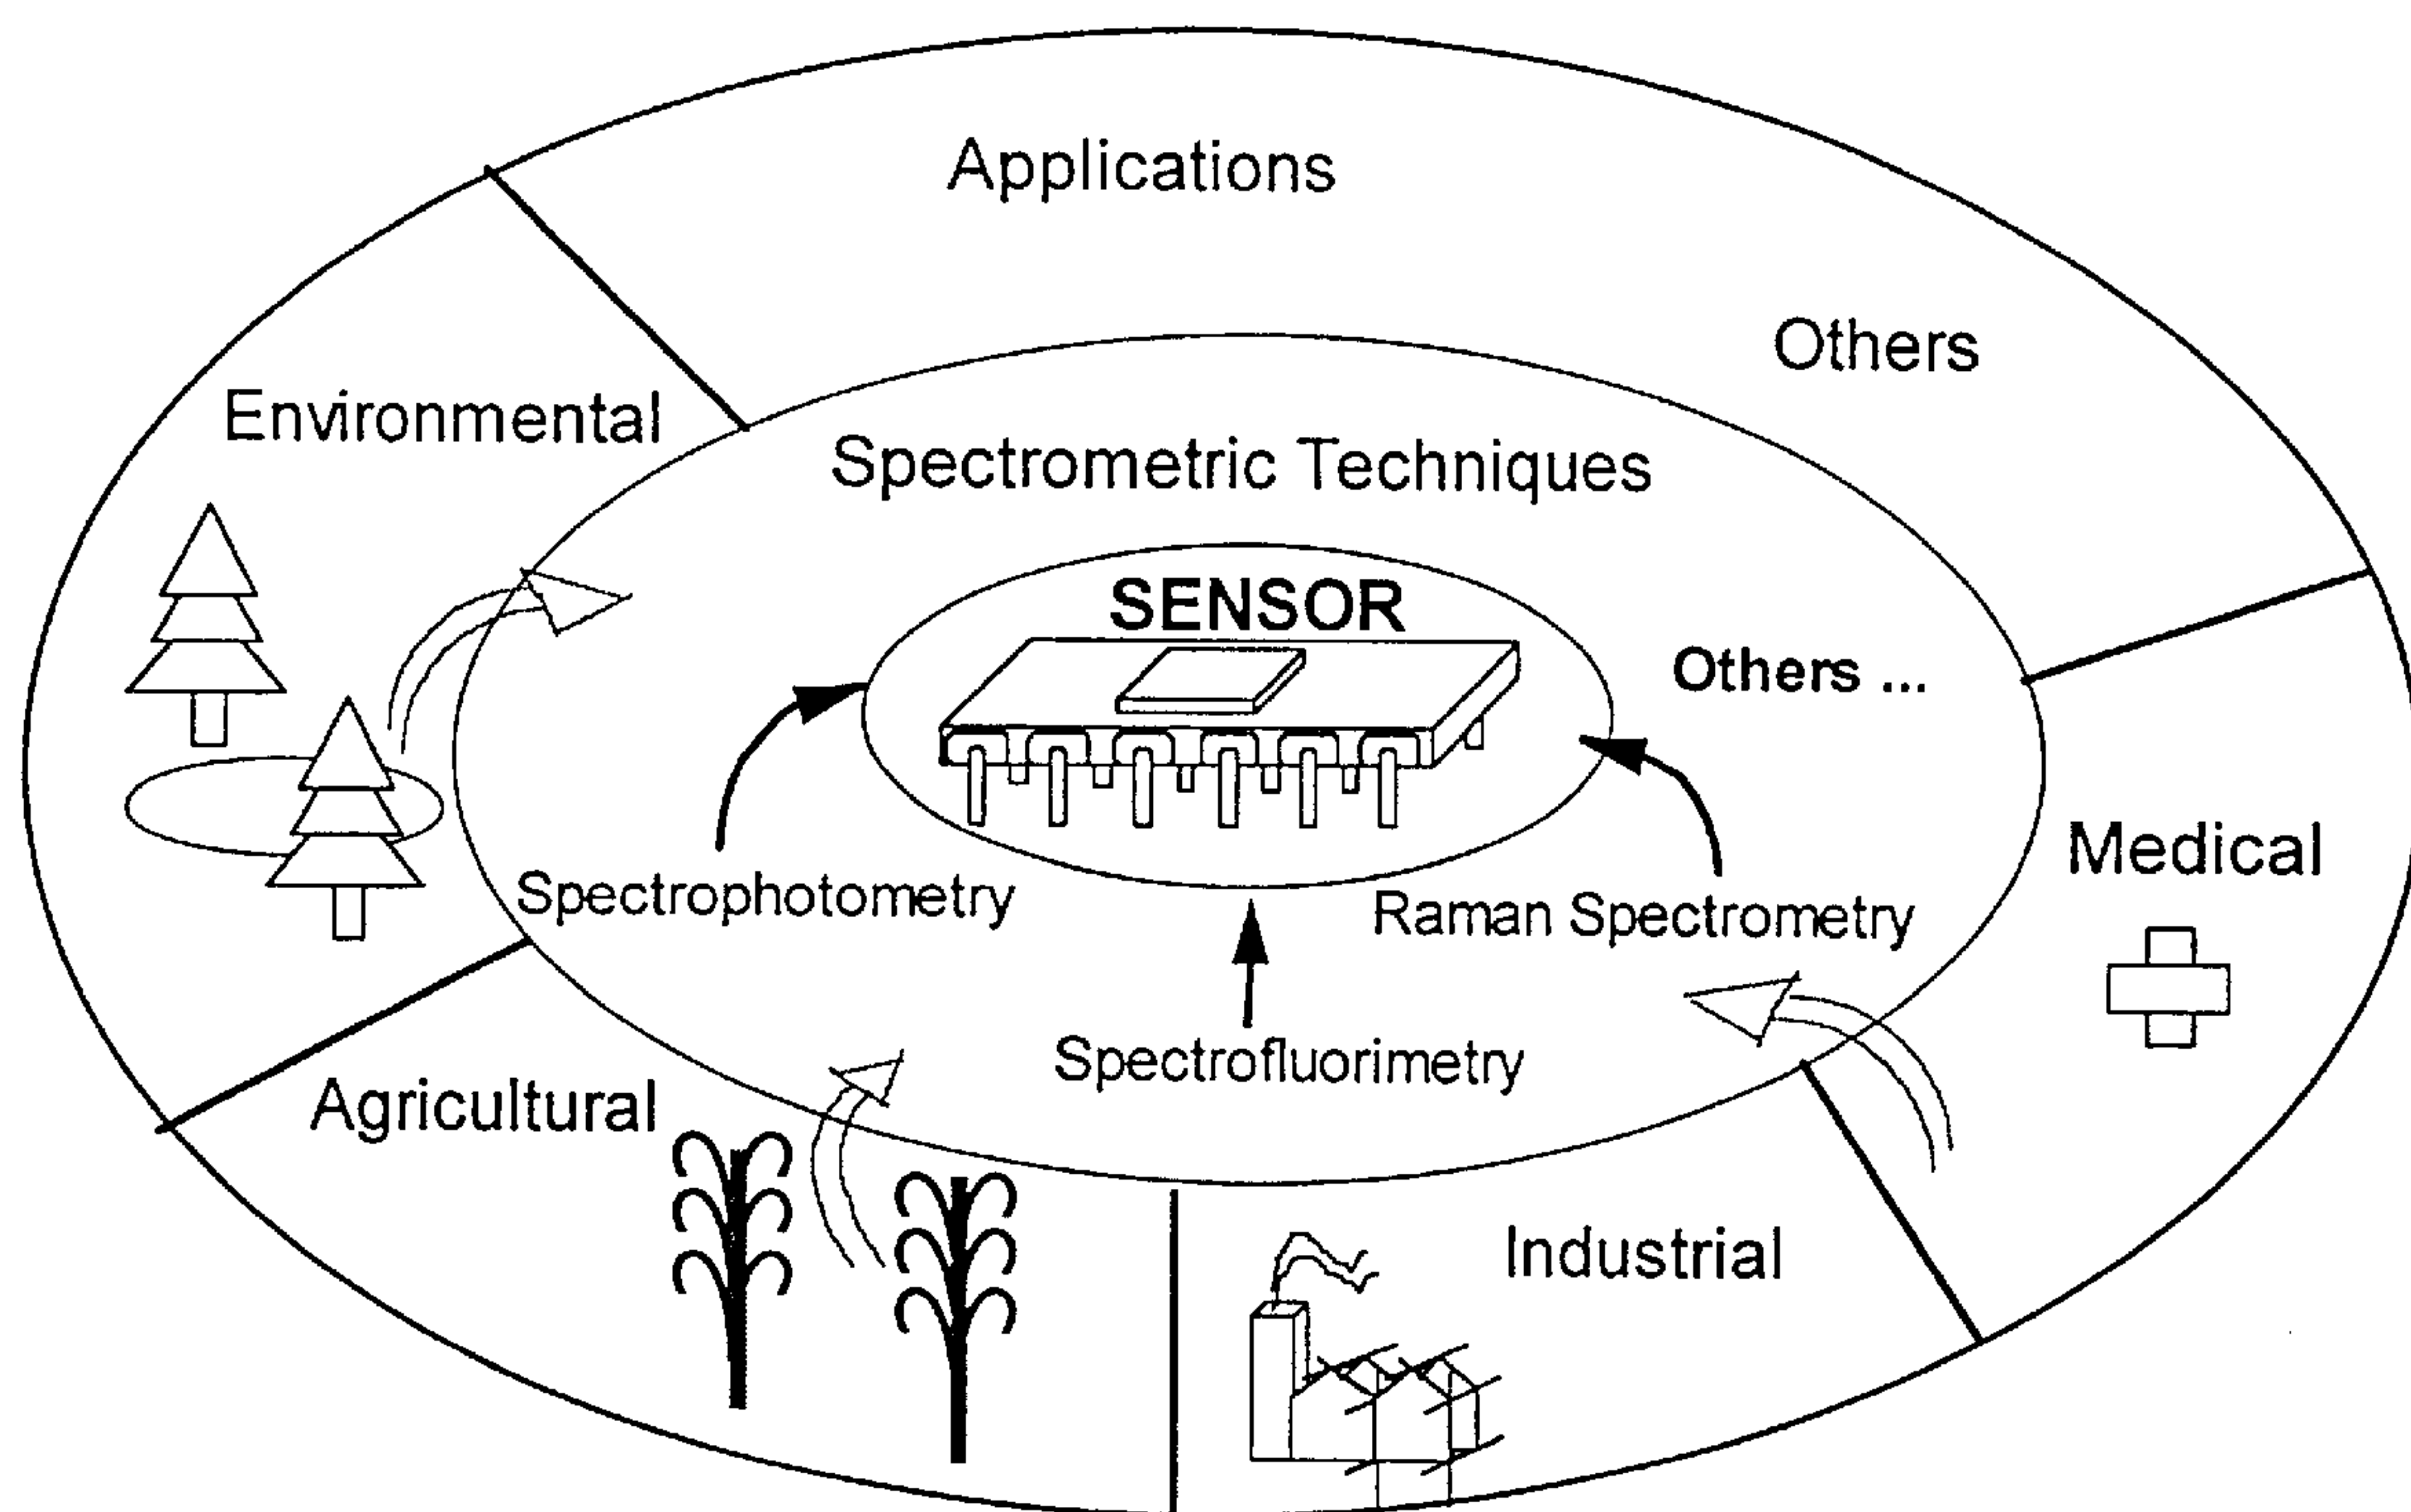 Applications
Others
Environmental
Spectrometric Techniques
SENSOR
Others ...
Medical
Spectrophotometry
Raman Spectrometry
Spectrofluorimetry
Agricultural
Industrial